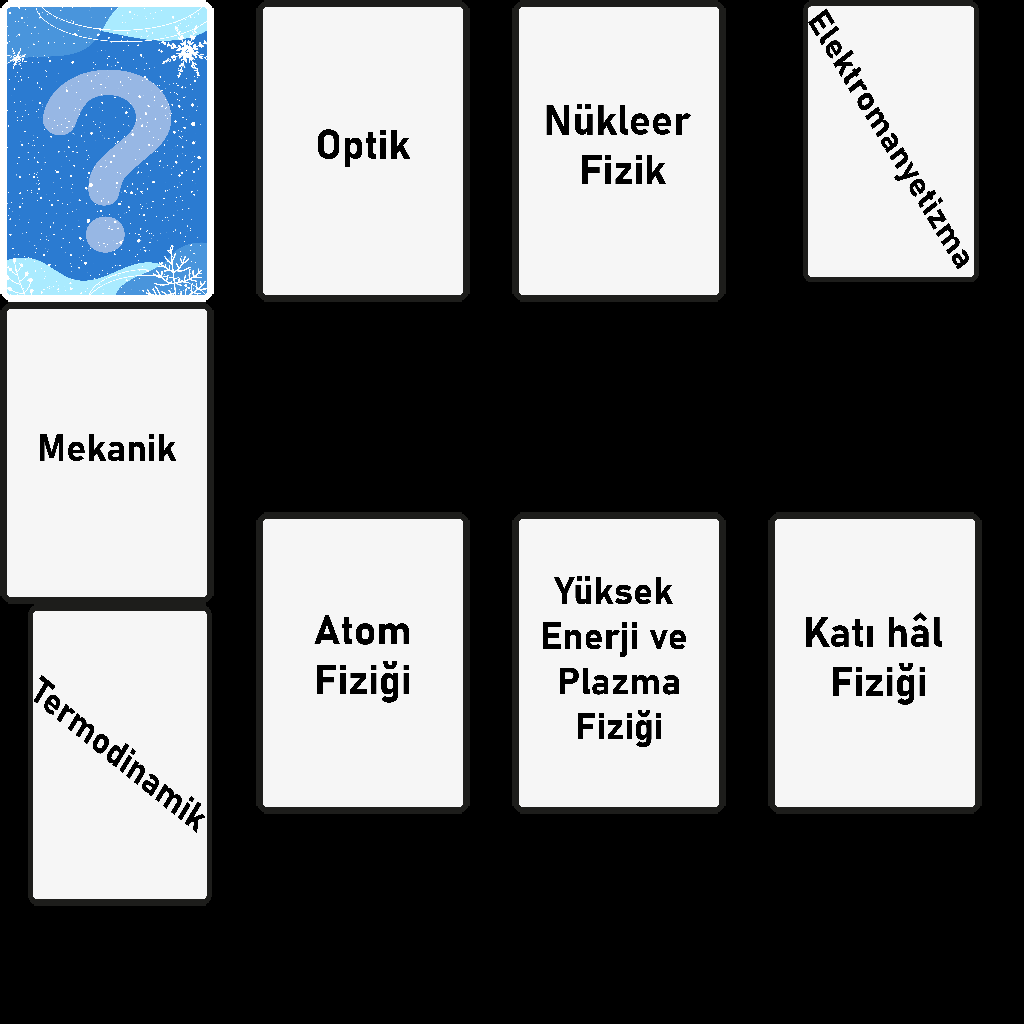 ?
Optik
Nükleer
Fizik
Elektromanyetizma
Mekanik
Termodinamik
Atom
Fiziği
Yüksek
Enerji ve
Plazma
Fiziği
Katı hâl
Fiziği